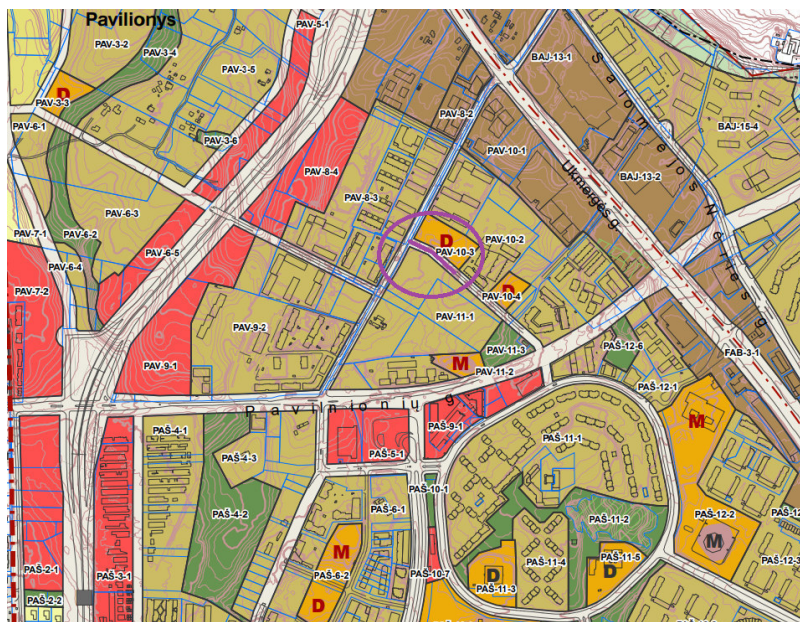 Pavilionys
PAV-5-1
PAV-3-2
PAV-3-4
PAV-3-5
BAJ-13-1
D
PAV-3-3
PAV-6-1
PAV-3-6
PAV-8-2
PAV-10-1
BAJ-15-4
Salomėjos Nėries g.
PAV-8-4
PAV-8-3
Ukmergės g.
BAJ-13-2
PAV-6-3
PAV-7-1
PAV-6-2
PAV-6-5
PAV-6-4
D
PAV-10-3
PAV-10-2
PAV-7-2
D
PAV-10-4
PAV-9-2
PAV-11-1
PAV-11-3
PAV-9-1
M
PAV-11-2
PAŠ-12-6
FAB-3-1
PAŠ-12-1
Pavilnionių g.
PAŠ-4-1
PAŠ-9-1
M
PAŠ-11-1
PAŠ-4-3
PAŠ-5-1
PAŠ-10-1
PAŠ-4-2
PAŠ-6-1
PAŠ-11-2
PAŠ-12-2
M
M
PAŠ-2-1
PAŠ-3-1
PAŠ-6-2
PAŠ-10-7
D
PAŠ-11-3
PAŠ-11-4
PAŠ-11-5
D
PAŠ-12-3
PAŠ-2-2
D